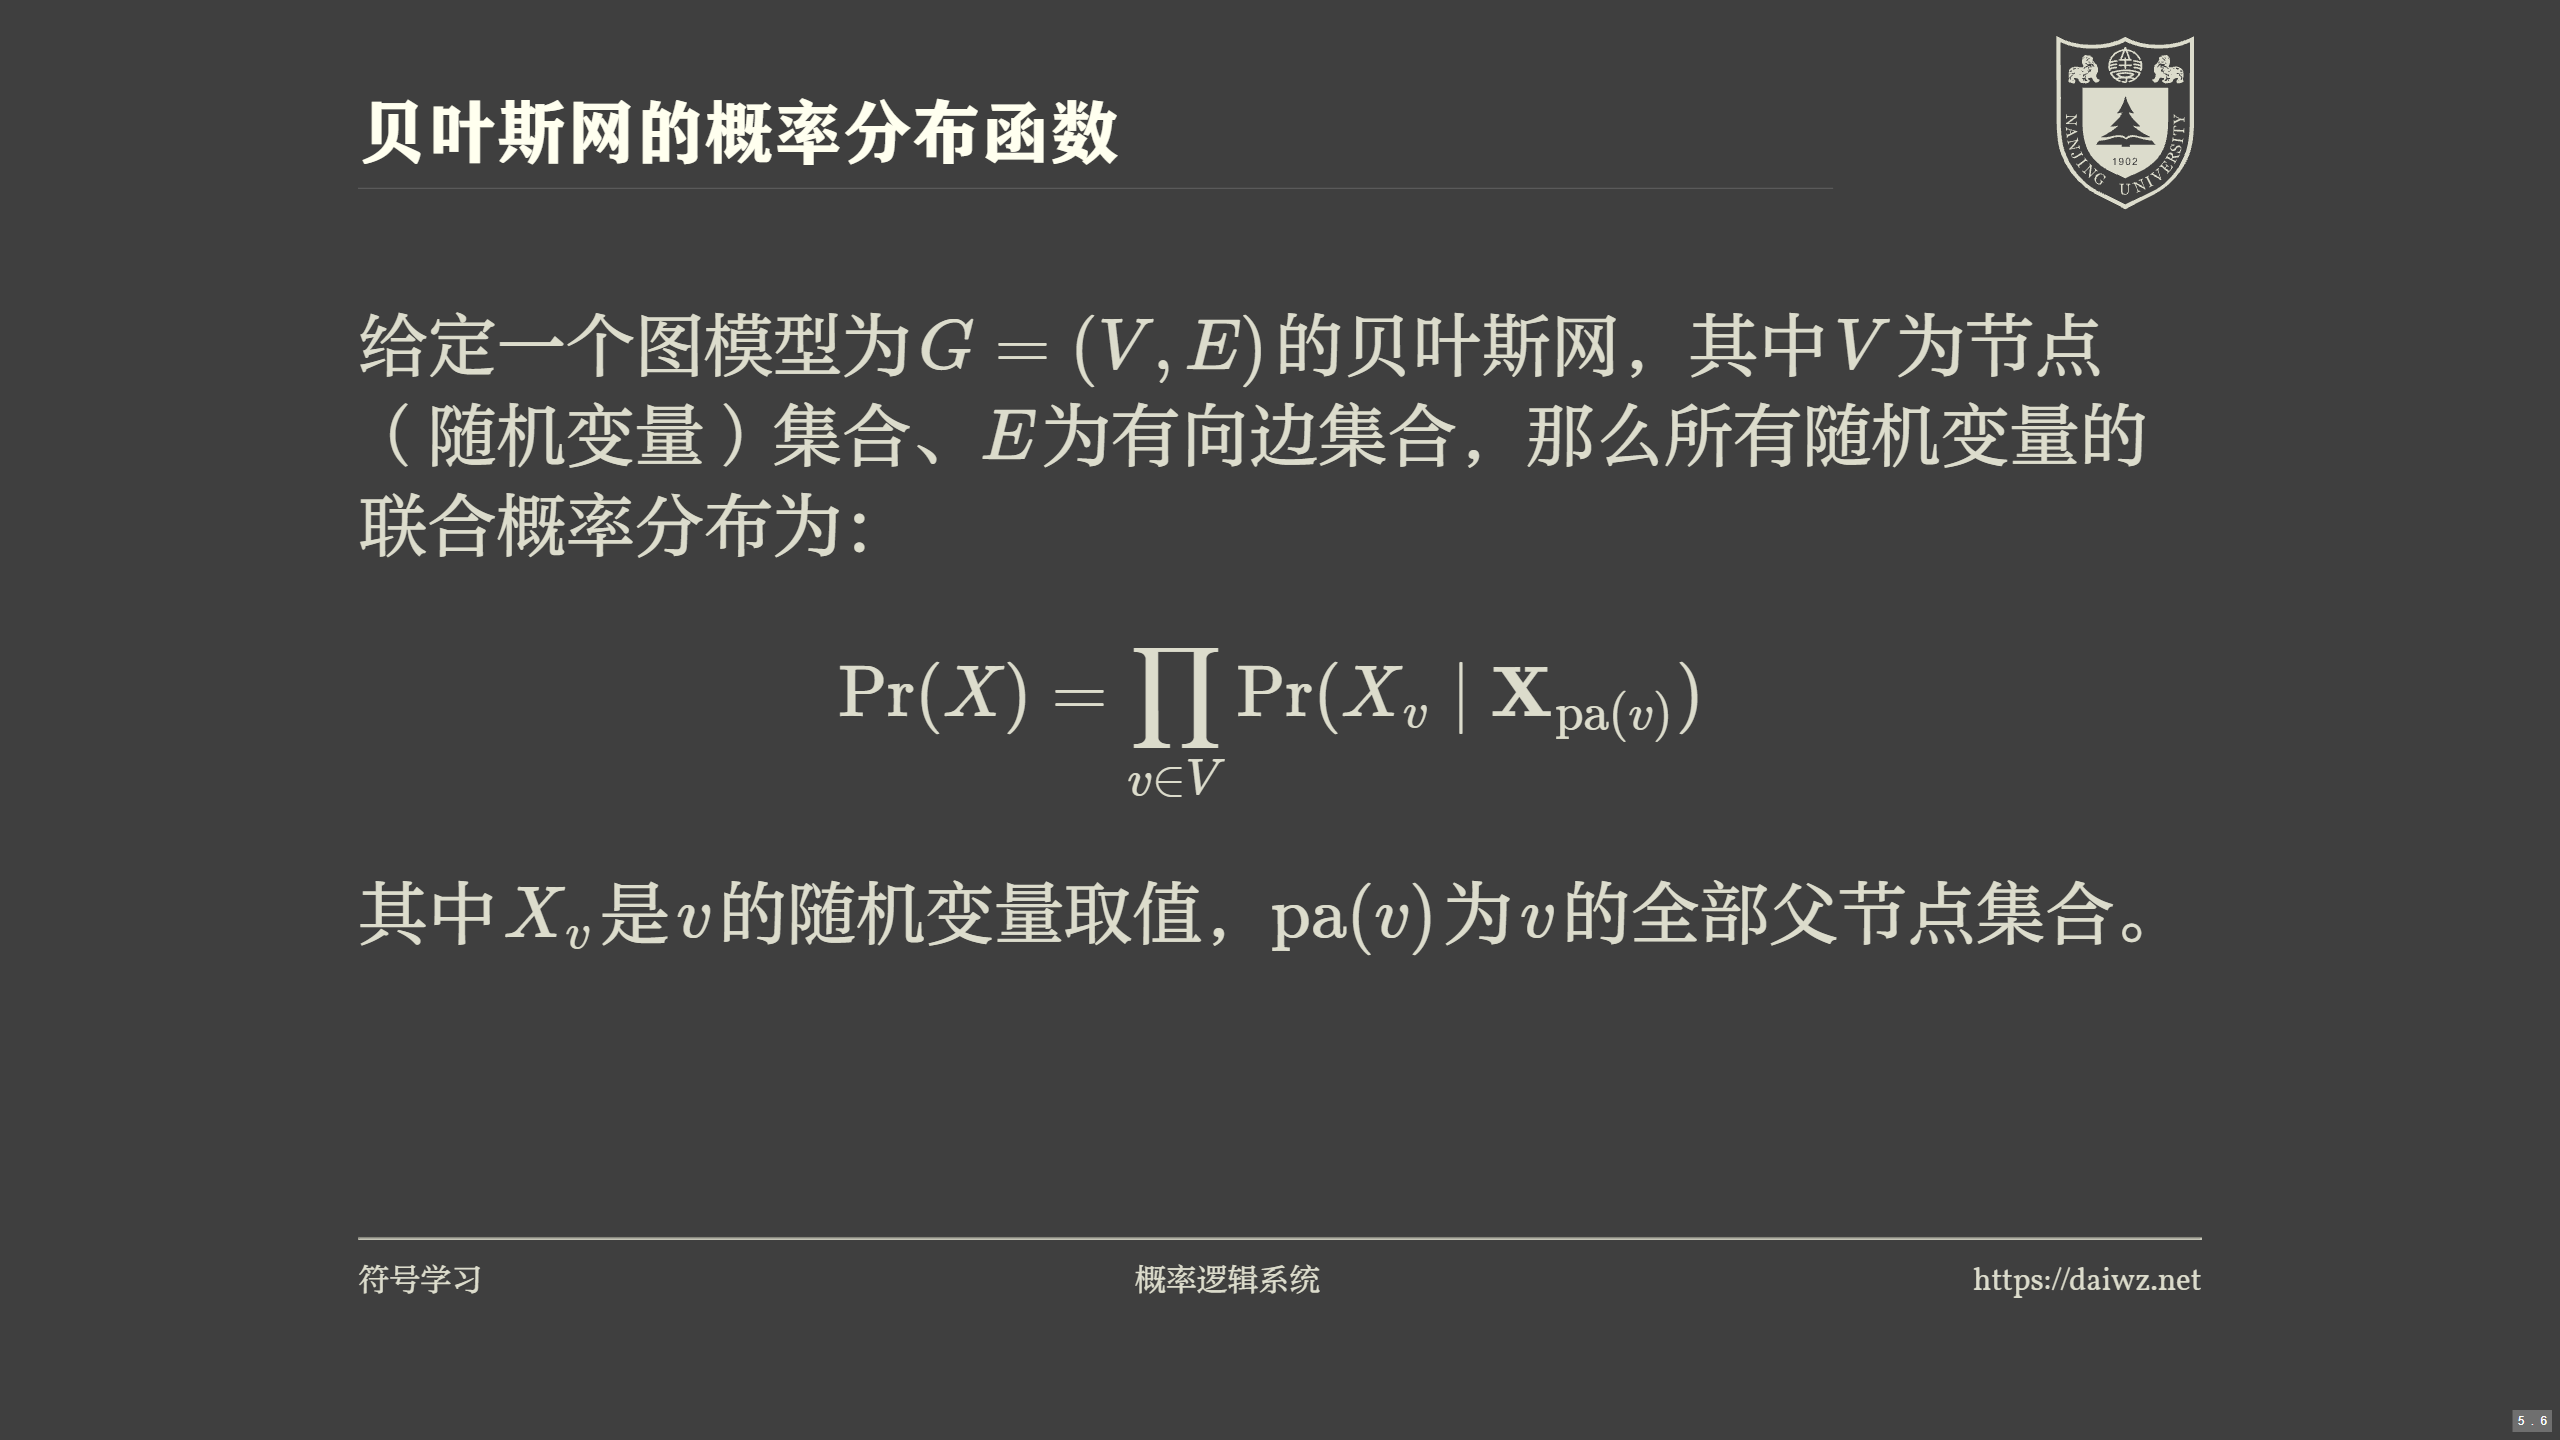 贝叶斯网的概率分布函数
NANJING UNIVERSITY
1902
给定一个图模型为G = (V, E)的贝叶斯网，其中V为节点
（随机变量）集合、E为有向边集合，那么所有随机变量的
联合概率分布为：
Pr(X) = ∏_{v∈V} Pr(X_v | 𝐗_{pa(v)})
其中X_v是v的随机变量取值，pa(v)为v的全部父节点集合。
符号学习
概率逻辑系统
https://daiwz.net
5 . 6